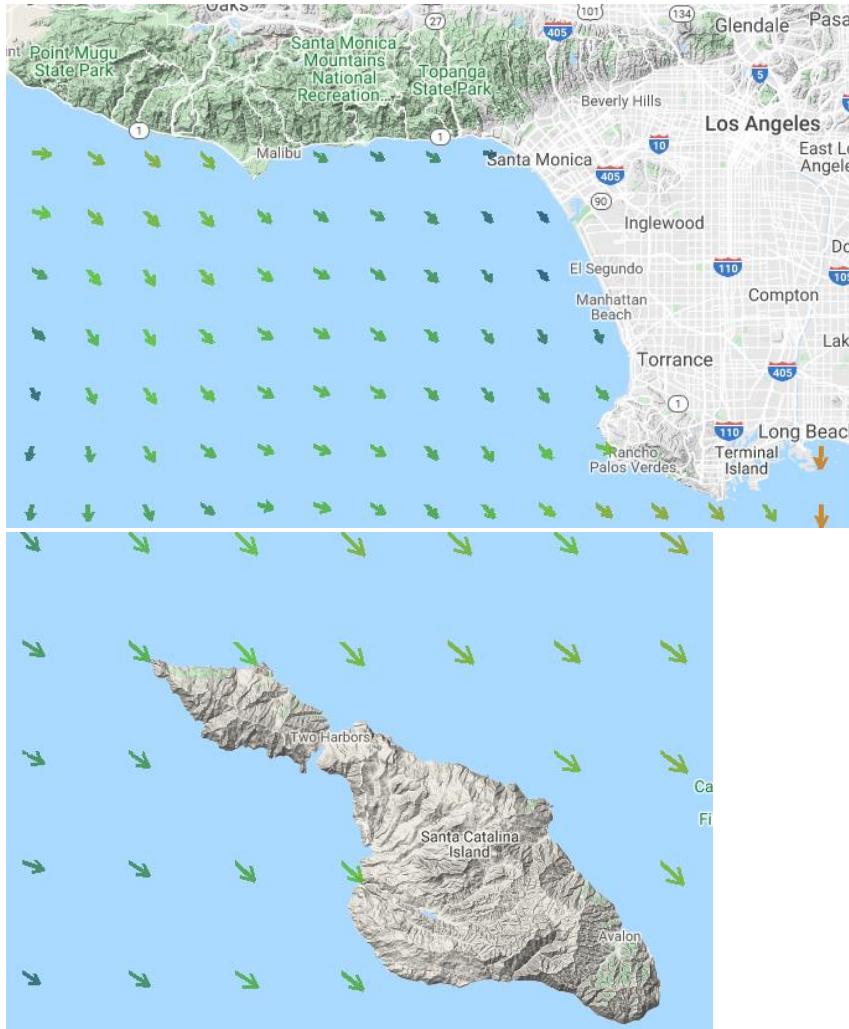 Oaks
101
134
Glendale
Pasa
27
405
Point Mugu
State Park
Santa Monica
Mountains
National
Recreation...
Topanga
State Park
5
Beverly Hills
Los Angeles
1
1
10
Malibu
Santa Monica
East Lo
Angele
405
90
Inglewood
Do
El Segundo
110
105
Manhattan
Beach
Compton
Lak
Torrance
405
1
110
Long Beac
Rancho
Palos Verdes
Terminal
Island
Two Harbors
Ca
Fi
Santa Catalina
Island
Avalon